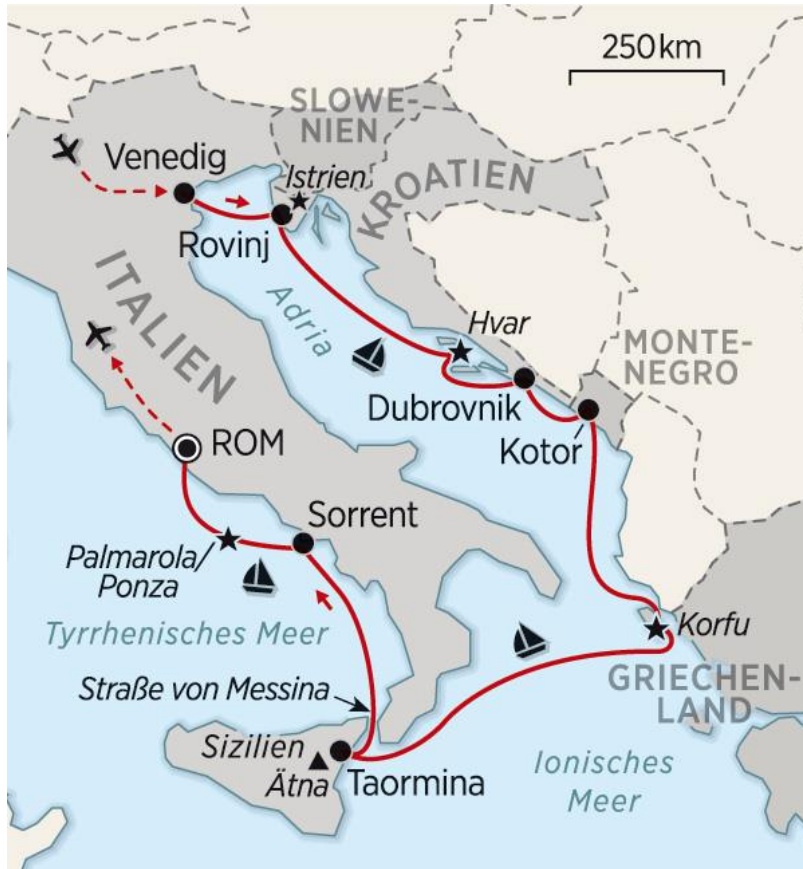 250 km
SLOWE-
NIEN
KROATIEN
Venedig
Istrien
Rovinj
ITALIEN
Adria
Hvar
MONTE-
NEGRO
Dubrovnik
Kotor
ROM
Sorrent
Palmarola/
Ponza
Tyrrhenisches Meer
Korfu
GRIECHEN-
LAND
Straße von Messina
Sizilien
Ätna
Taormina
Ionisches
Meer